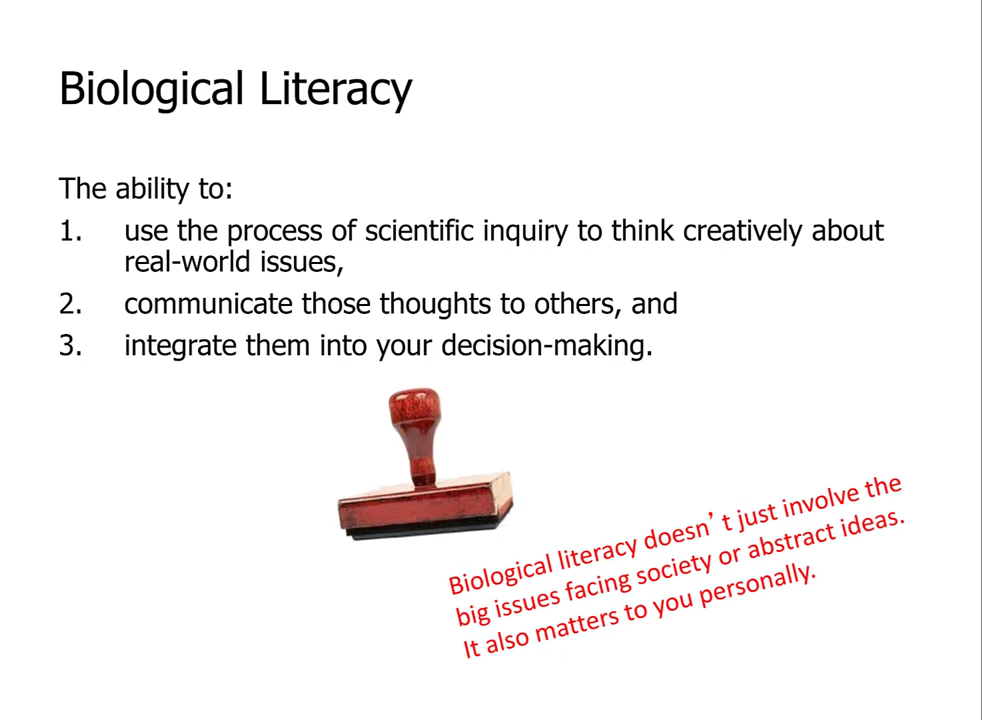 Biological Literacy
The ability to:
1. use the process of scientific inquiry to think creatively about
real-world issues,
2. communicate those thoughts to others, and
3. integrate them into your decision-making.
Biological literacy doesn’ t just involve the
big issues facing society or abstract ideas.
It also matters to you personally.